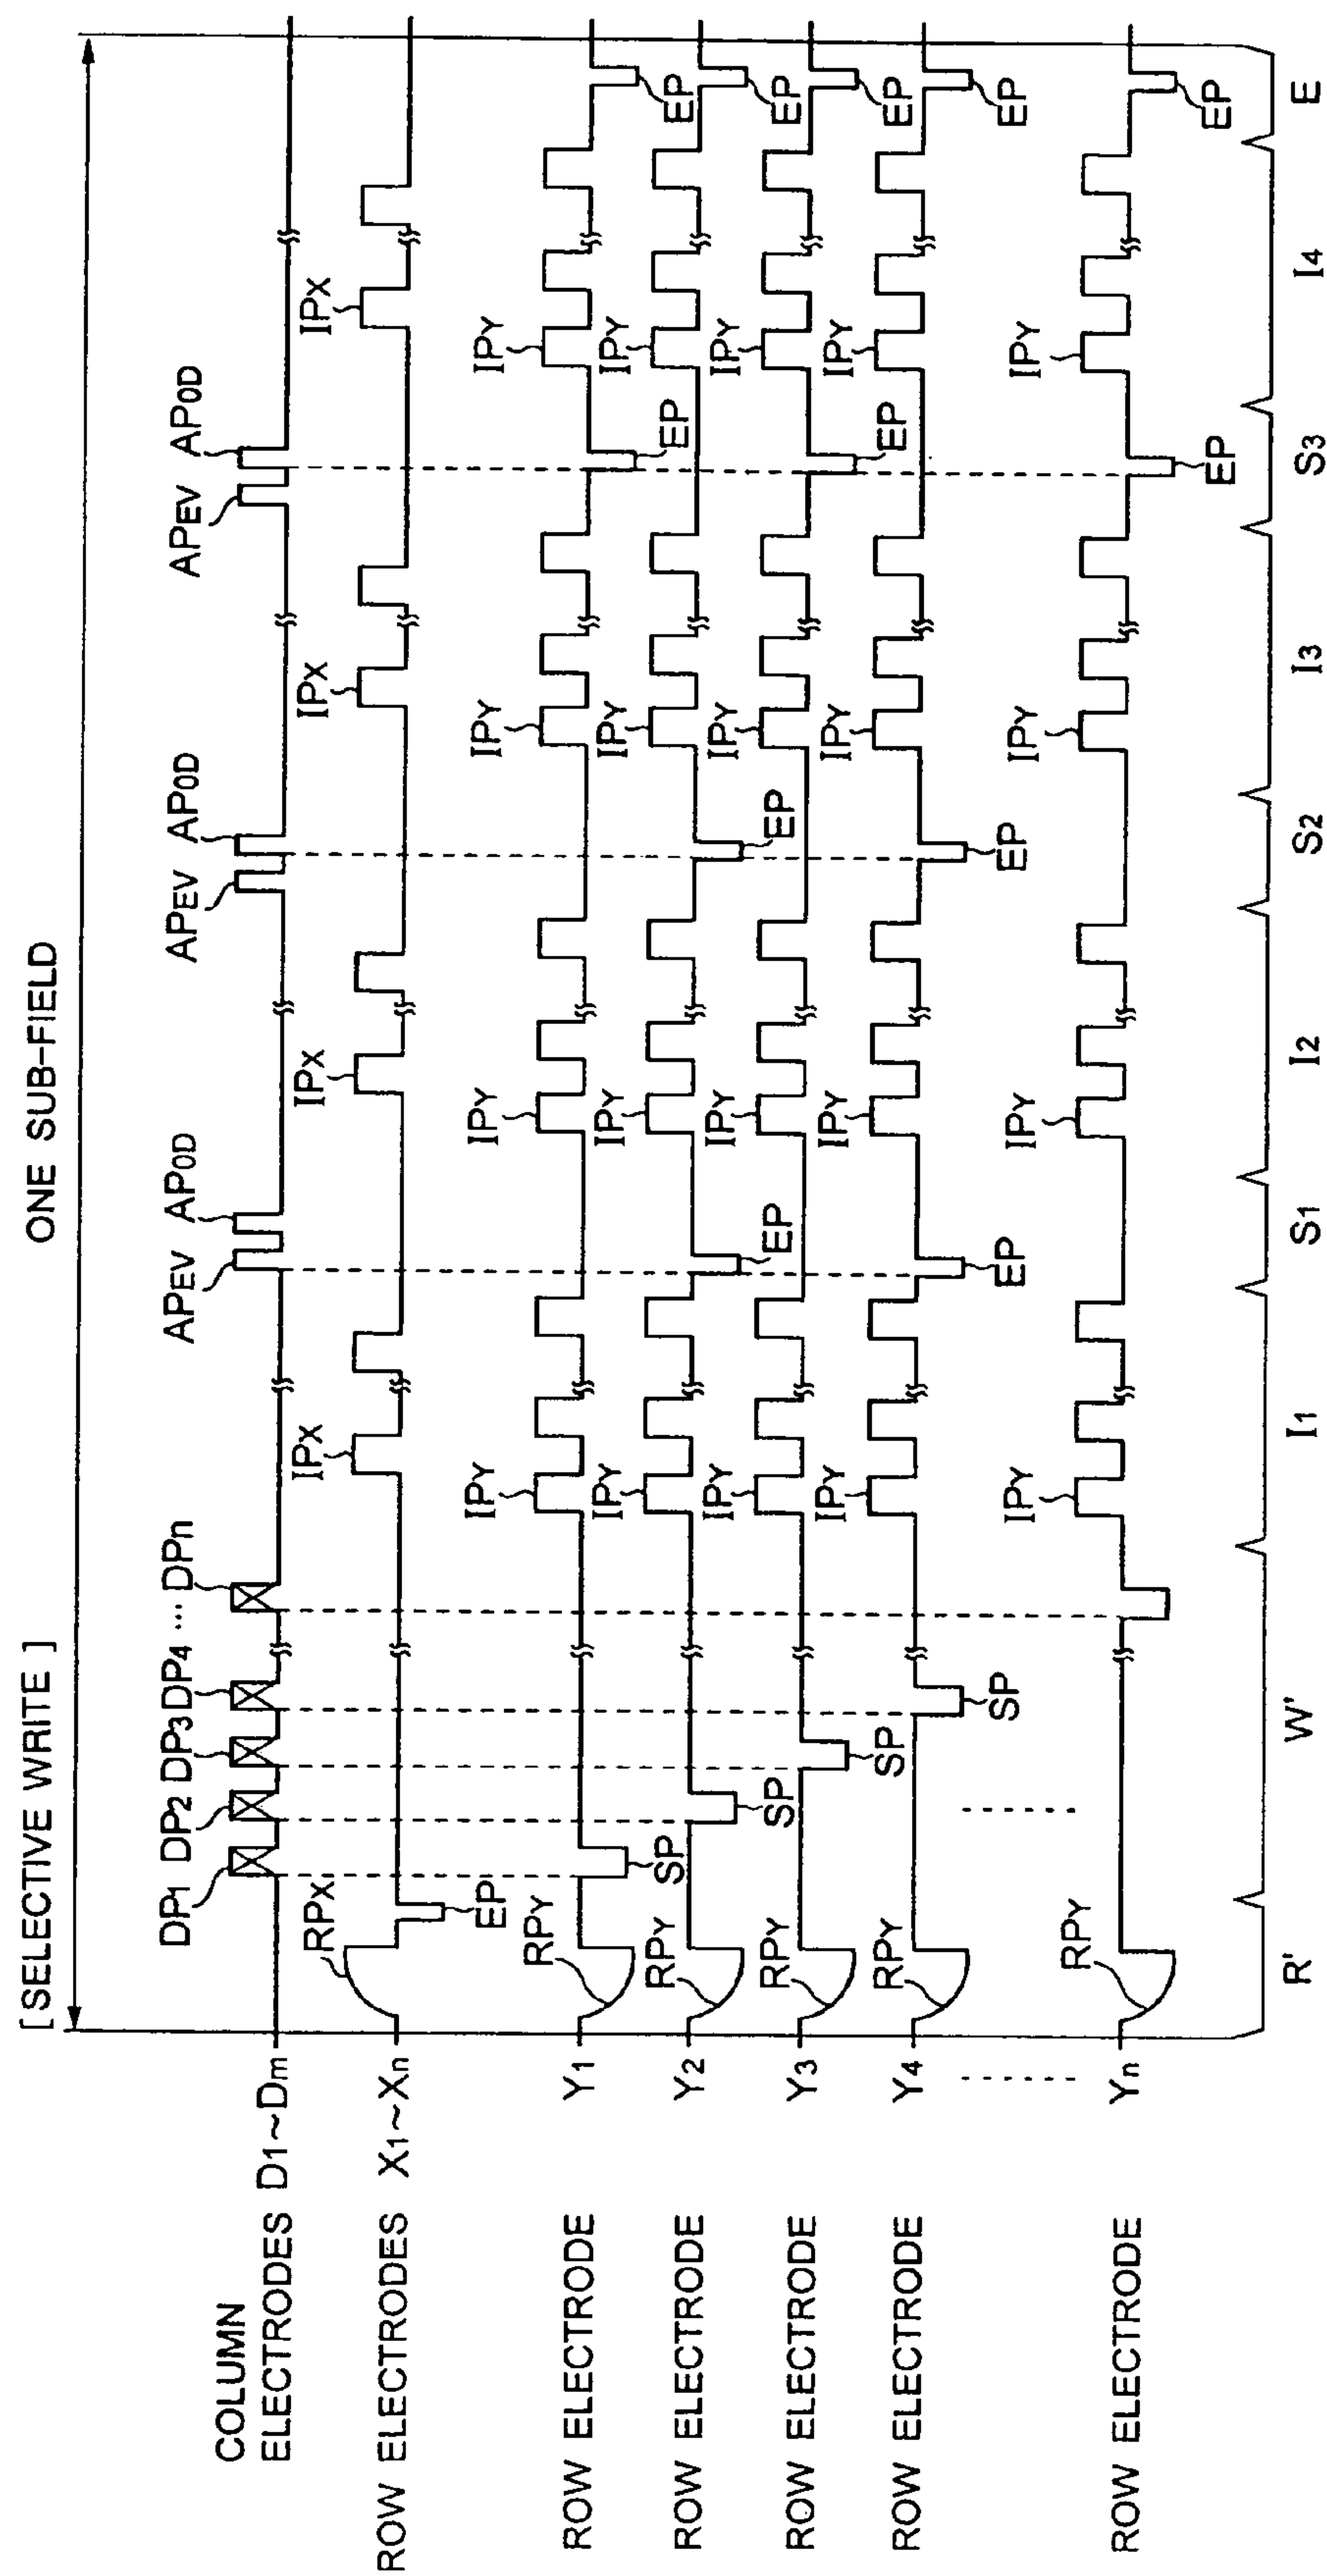 [ SELECTIVE WRITE ]
ONE SUB-FIELD
COLUMN
ELECTRODES D1~Dm
DP1 DP2 DP3 DP4 ... DPn
APEV AP0D
APEV AP0D
APEV AP0D
ROW ELECTRODES X1~Xn
RPX
EP
IPX
IPX
IPX
IPX
ROW ELECTRODE Y1
RPY
SP
IPY
IPY
IPY
EP
IPY
EP
ROW ELECTRODE Y2
RPY
SP
IPY
EP
IPY
EP
IPY
IPY
EP
ROW ELECTRODE Y3
RPY
SP
IPY
IPY
IPY
EP
IPY
EP
ROW ELECTRODE Y4
RPY
SP
IPY
EP
IPY
EP
IPY
IPY
EP
ROW ELECTRODE Yn
RPY
IPY
IPY
IPY
EP
IPY
EP
R' W' I1 S1 I2 S2 I3 S3 I4 E